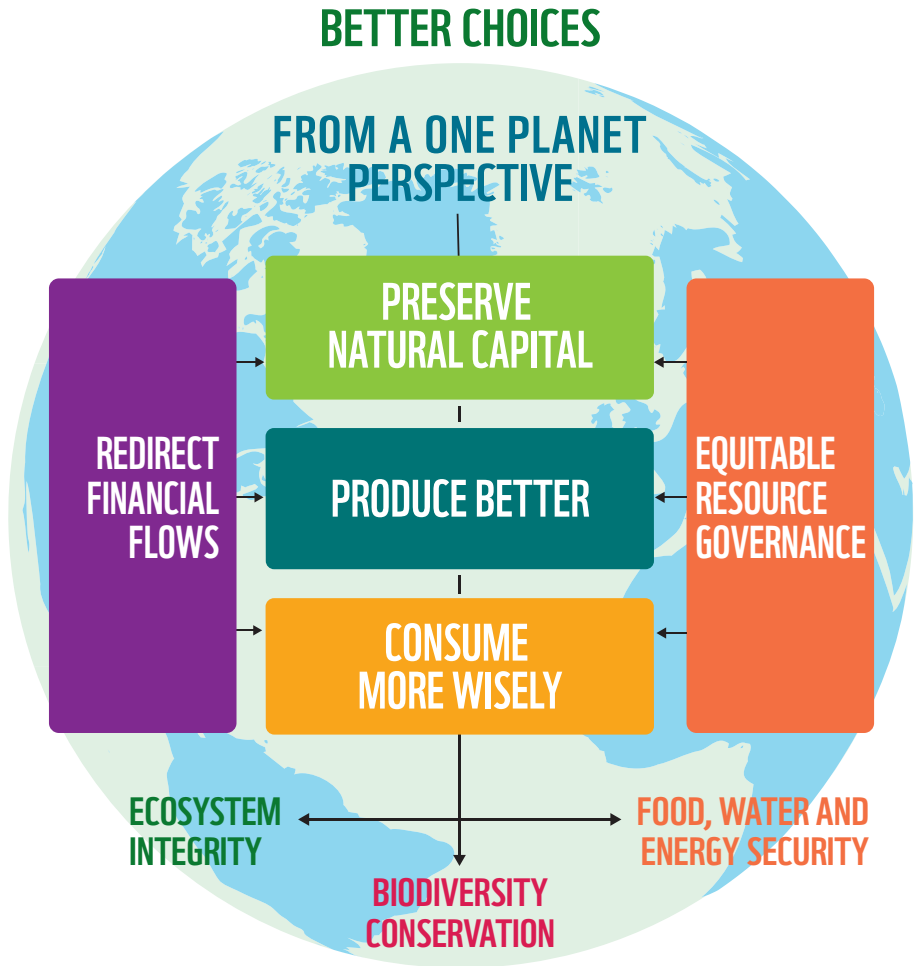 BETTER CHOICES
FROM A ONE PLANET
PERSPECTIVE
PRESERVE
NATURAL CAPITAL
REDIRECT
FINANCIAL
FLOWS
PRODUCE BETTER
EQUITABLE
RESOURCE
GOVERNANCE
CONSUME
MORE WISELY
ECOSYSTEM
INTEGRITY
FOOD, WATER AND
ENERGY SECURITY
BIODIVERSITY
CONSERVATION